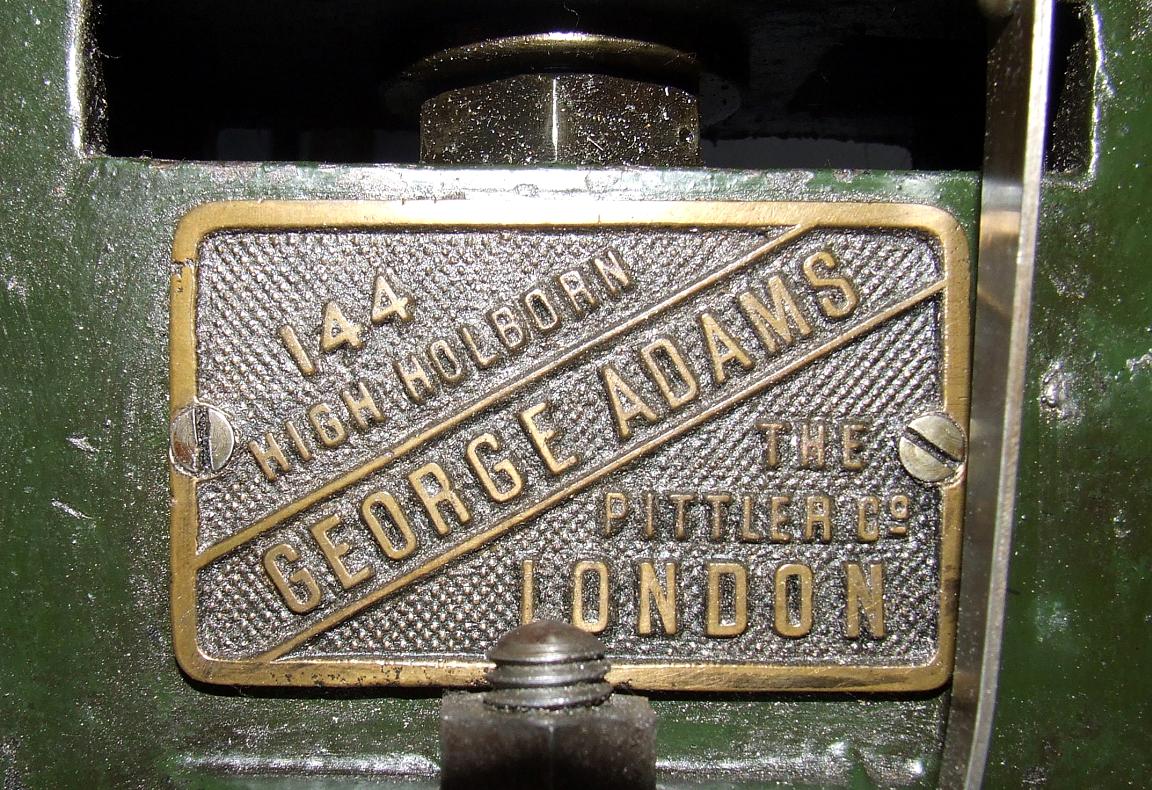 144
HIGH HOLBORN
GEORGE ADAMS
THE
PITTLER Cº
LONDON